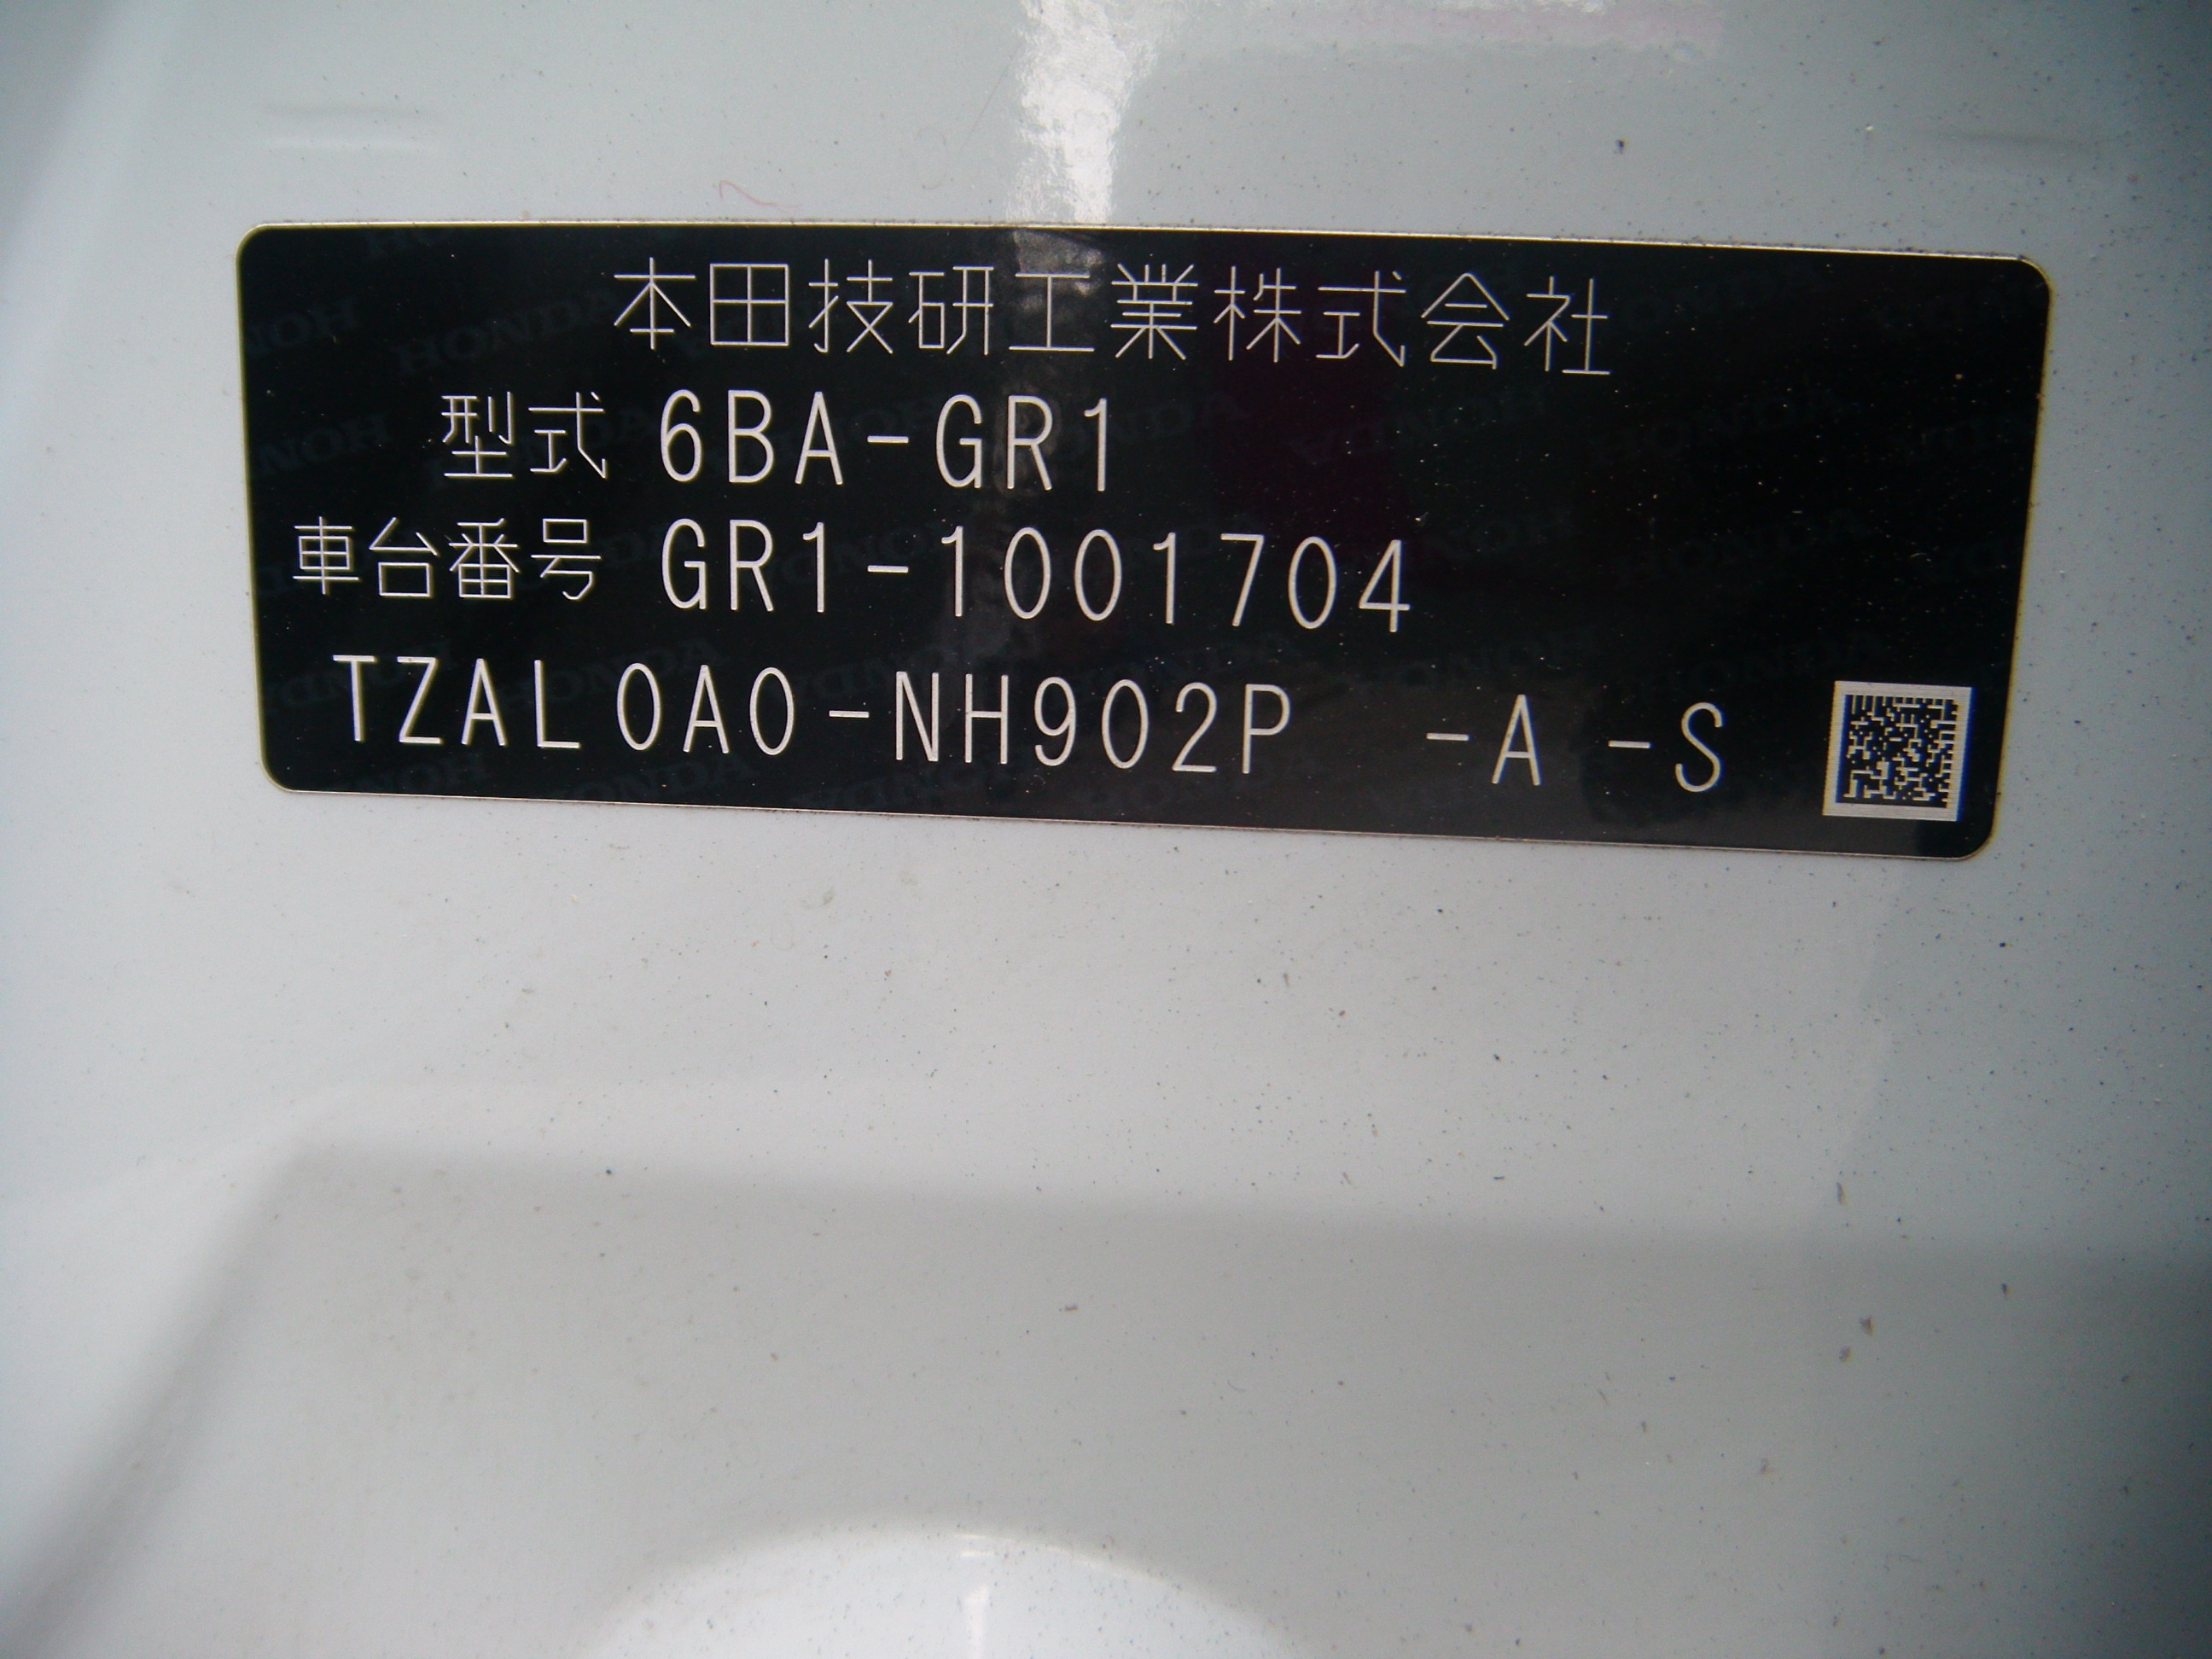 本田技研工業株式会社
型式 6BA-GR1
車台番号 GR1-1001704
TZAL0A0-NH902P -A -S